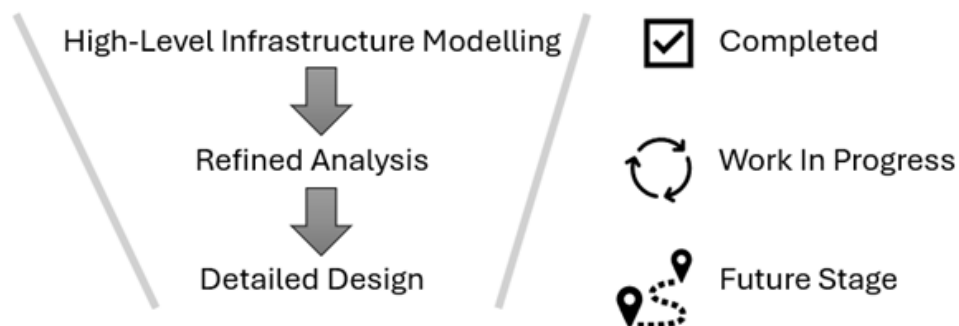 High-Level Infrastructure Modelling
Completed
Refined Analysis
Work In Progress
Detailed Design
Future Stage